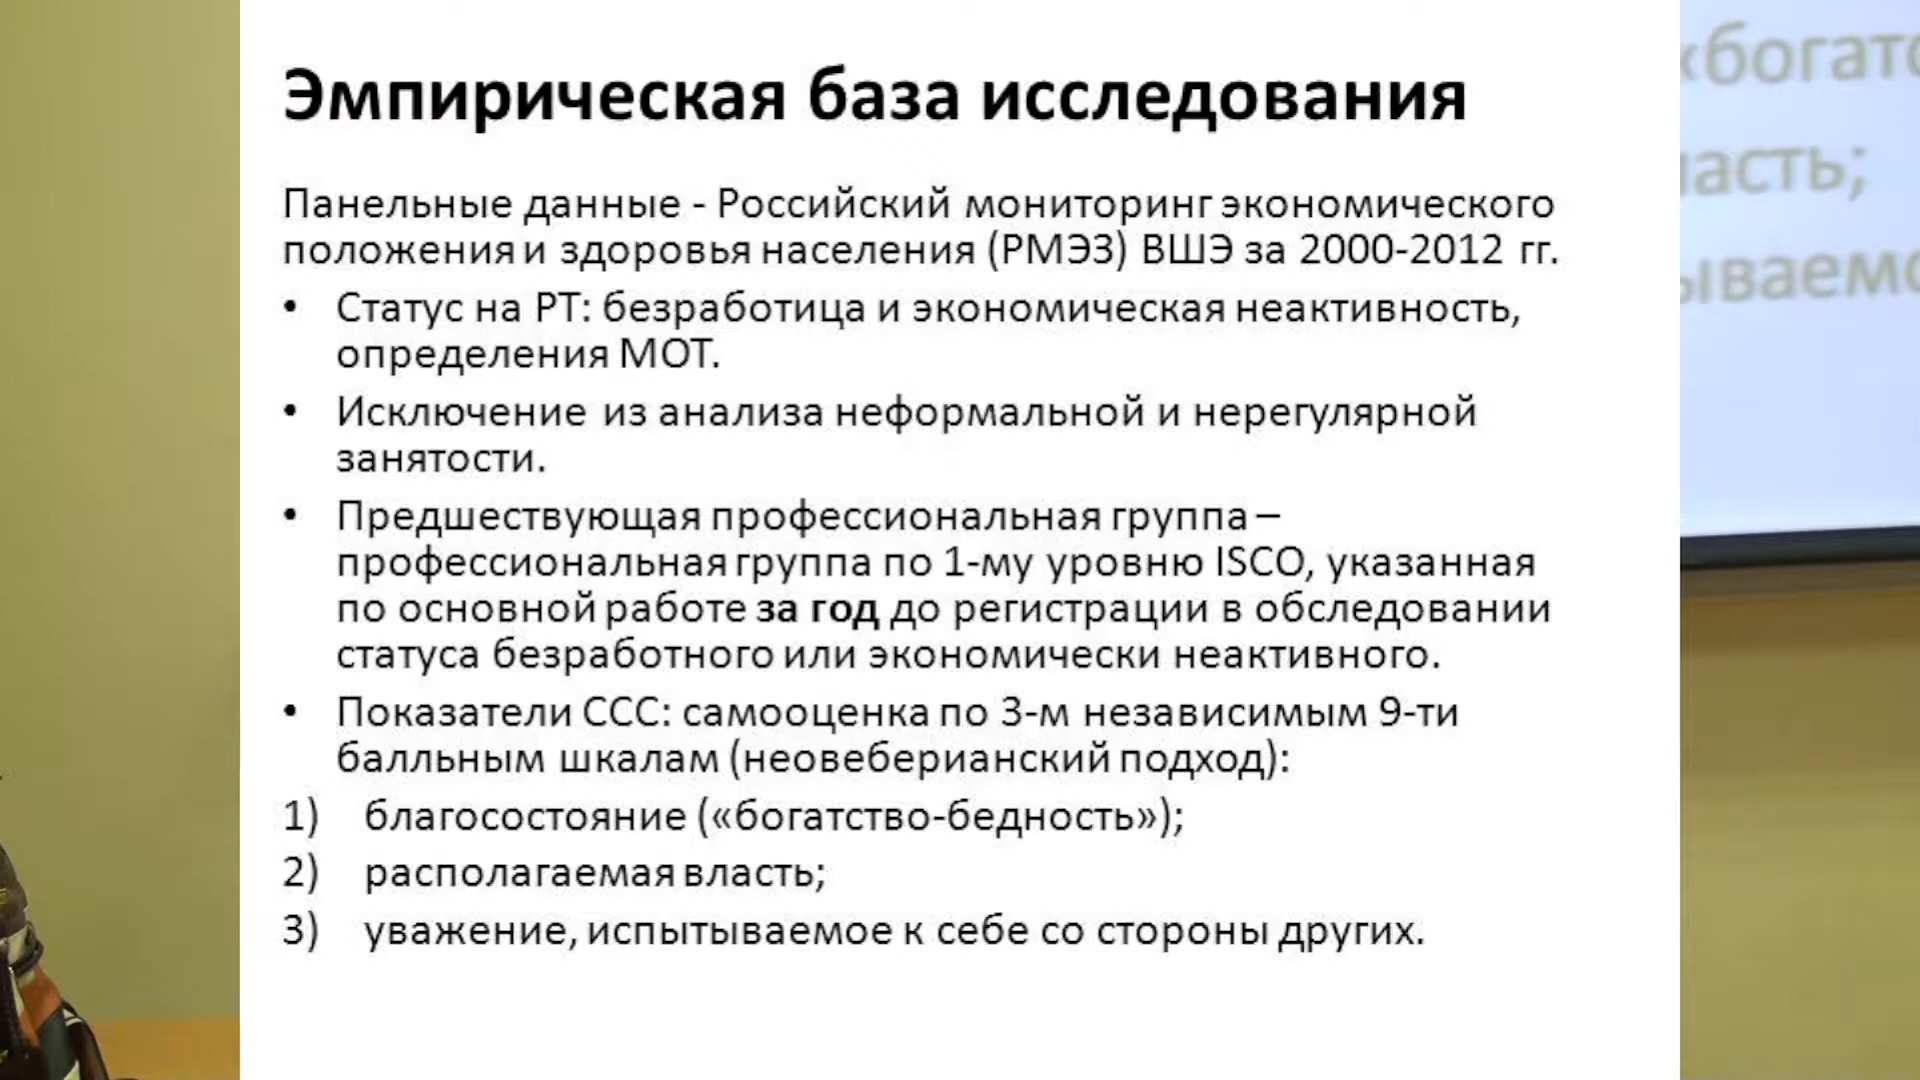 Эмпирическая база исследования
Панельные данные - Российский мониторинг экономического
положения и здоровья населения (РМЭЗ) ВШЭ за 2000-2012 гг.
• Статус на РТ: безработица и экономическая неактивность,
определения МОТ.
• Исключение из анализа неформальной и нерегулярной
занятости.
• Предшествующая профессиональная группа –
профессиональная группа по 1-му уровню ISCO, указанная
по основной работе за год до регистрации в обследовании
статуса безработного или экономически неактивного.
• Показатели ССС: самооценка по 3-м независимым 9-ти
балльным шкалам (неовеберианский подход):
1) благосостояние («богатство-бедность»);
2) располагаемая власть;
3) уважение, испытываемое к себе со стороны других.